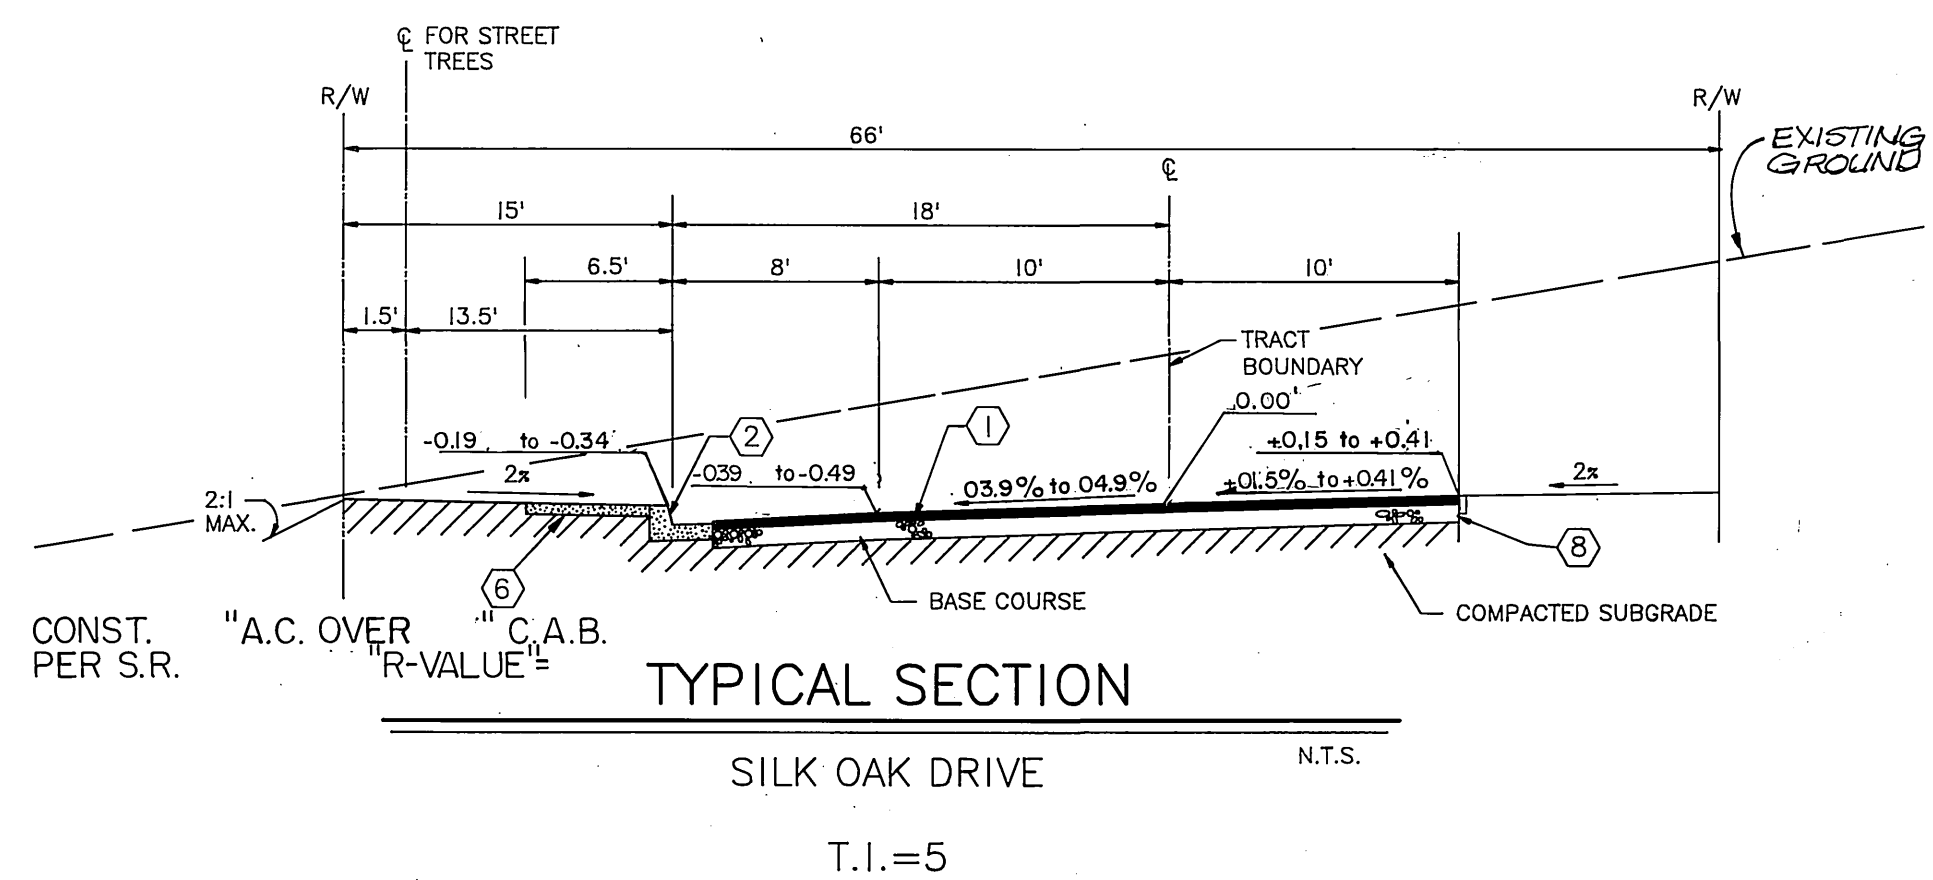 ℄ FOR STREET
TREES
R/W
R/W
66'
EXISTING
GROUND
℄
15'
18'
6.5'
8'
10'
10'
1.5'
13.5'
TRACT
BOUNDARY
0.00'
-0.19 to -0.34
2
1
+0.15 to +0.41
2%
-039 to -0.49
03.9% to 04.9%
+01.5% to +0.41%
2%
2:1
MAX.
8
6
BASE COURSE
COMPACTED SUBGRADE
CONST. "A.C. OVER " C.A.B.
PER S.R. "R-VALUE"=
TYPICAL SECTION
N.T.S.
SILK OAK DRIVE
T.I.=5